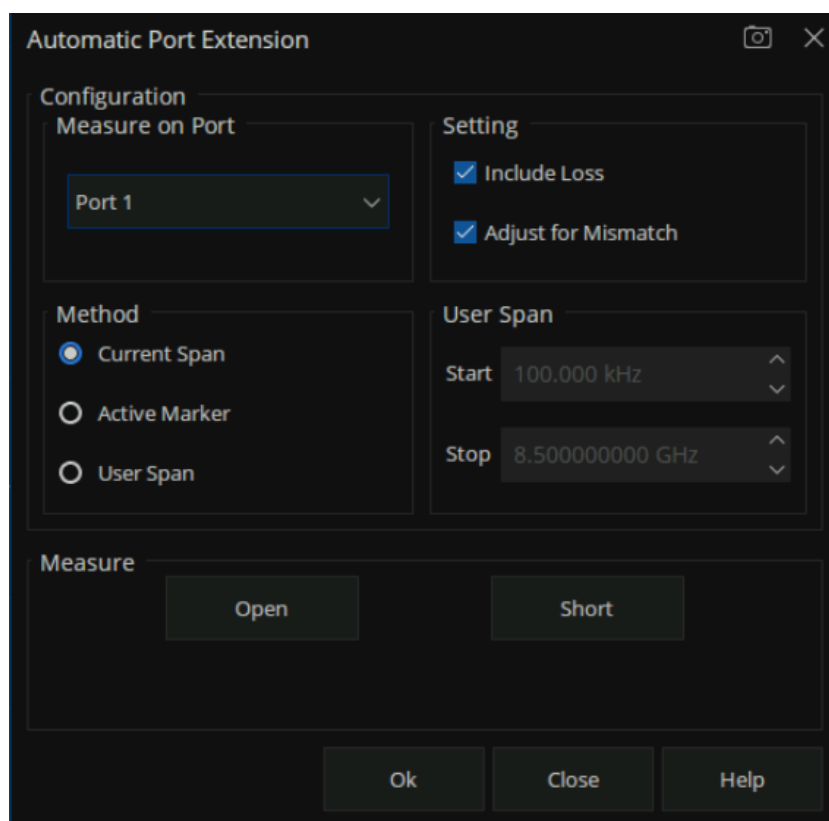 Automatic Port Extension
Configuration
Measure on Port
Port 1
Setting
Include Loss
Adjust for Mismatch
Method
Current Span
Active Marker
User Span
User Span
Start 100.000 kHz
Stop 8.500000000 GHz
Measure
Open Short
Ok Close Help